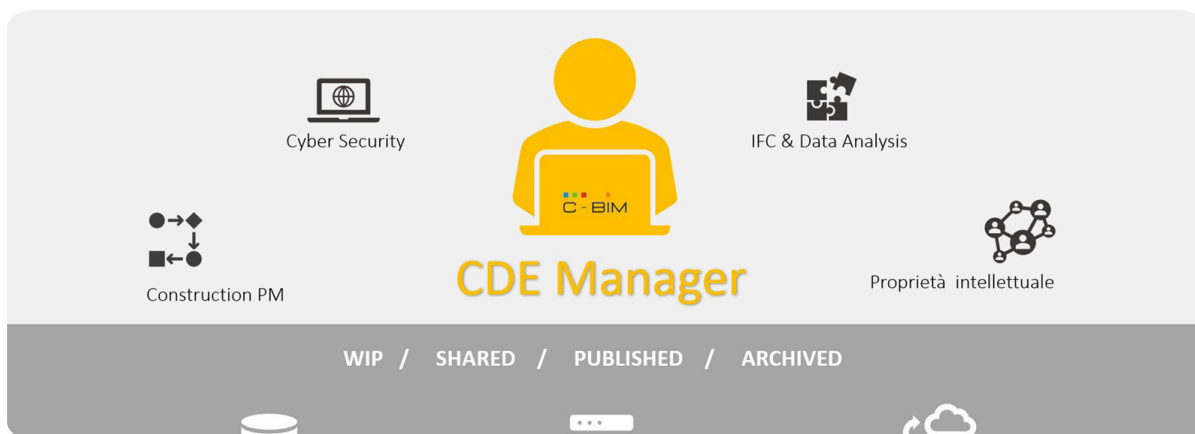 Cyber Security
IFC & Data Analysis
C-BIM
Construction PM
CDE Manager
Proprietà intellettuale
WIP / SHARED / PUBLISHED / ARCHIVED